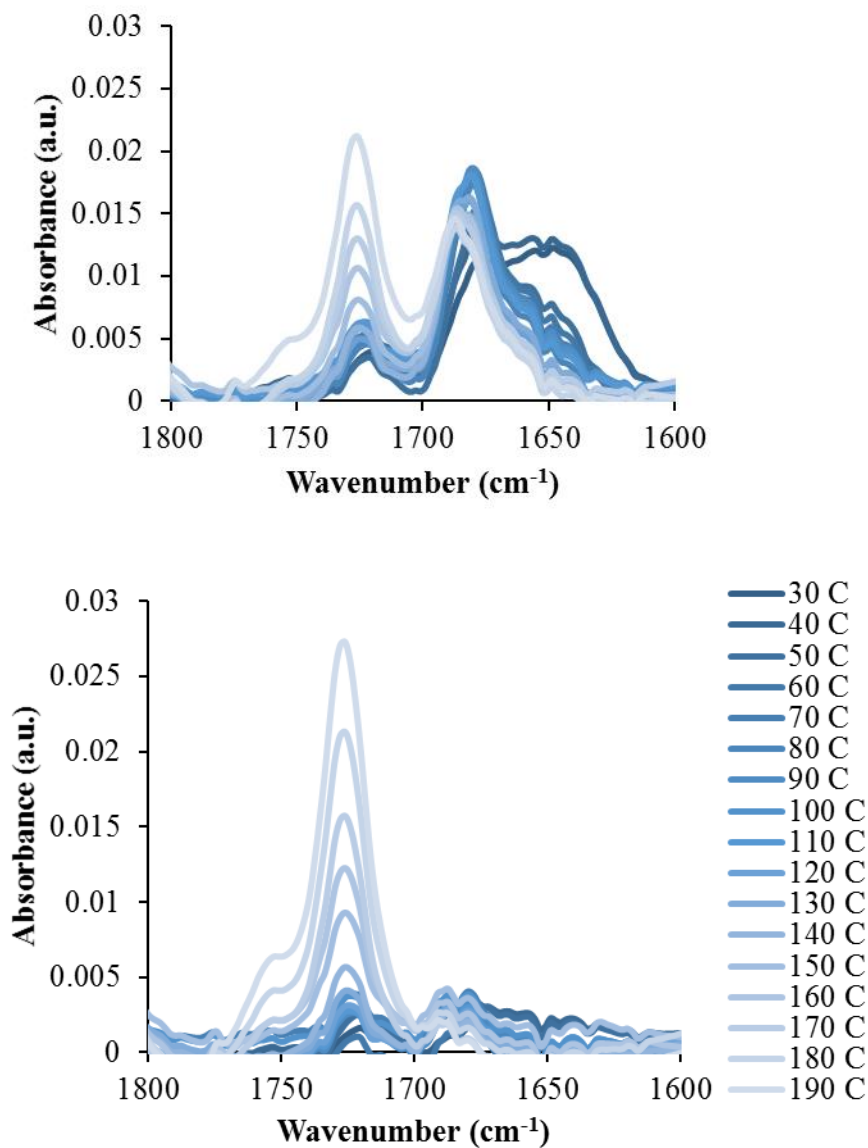 0.03
0.025
0.02
0.015
0.01
0.005
0
Absorbance (a.u.)
1800 1750 1700 1650 1600
Wavenumber (cm⁻¹)
0.03
0.025
0.02
0.015
0.01
0.005
0
Absorbance (a.u.)
1800 1750 1700 1650 1600
Wavenumber (cm⁻¹)
30 C
40 C
50 C
60 C
70 C
80 C
90 C
100 C
110 C
120 C
130 C
140 C
150 C
160 C
170 C
180 C
190 C